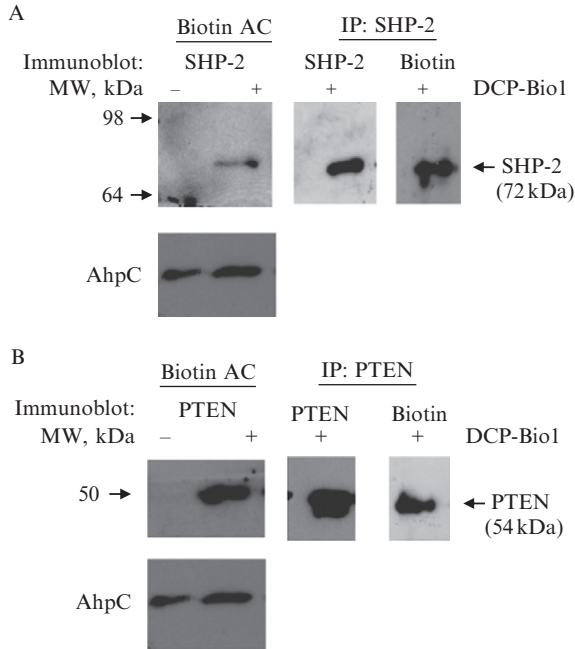 A
Biotin AC IP: SHP-2
Immunoblot: SHP-2 SHP-2 Biotin
MW, kDa – + + + DCP-Bio1
98
SHP-2
64 (72 kDa)
AhpC
B
Biotin AC IP: PTEN
Immunoblot: PTEN PTEN Biotin
MW, kDa – + + + DCP-Bio1
50 PTEN
(54 kDa)
AhpC